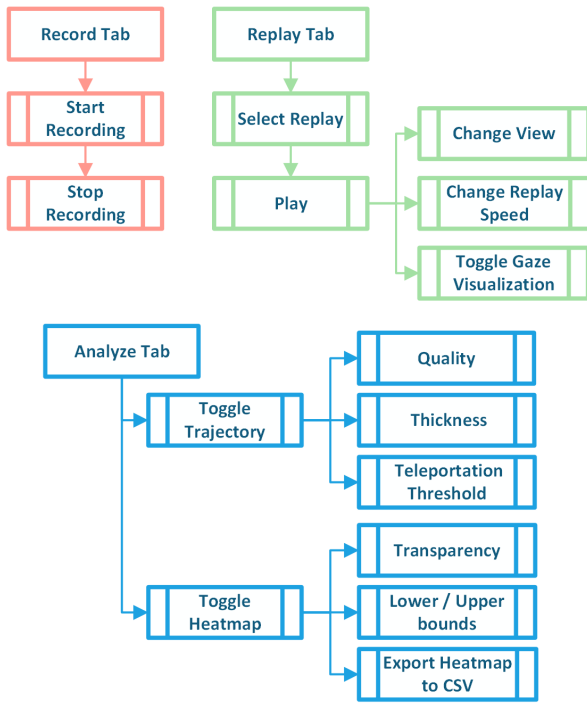 Record Tab
Start
Recording
Stop
Recording
Replay Tab
Select Replay
Play
Change View
Change Replay
Speed
Toggle Gaze
Visualization
Analyze Tab
Toggle
Trajectory
Quality
Thickness
Teleportation
Threshold
Toggle
Heatmap
Transparency
Lower / Upper
bounds
Export Heatmap
to CSV